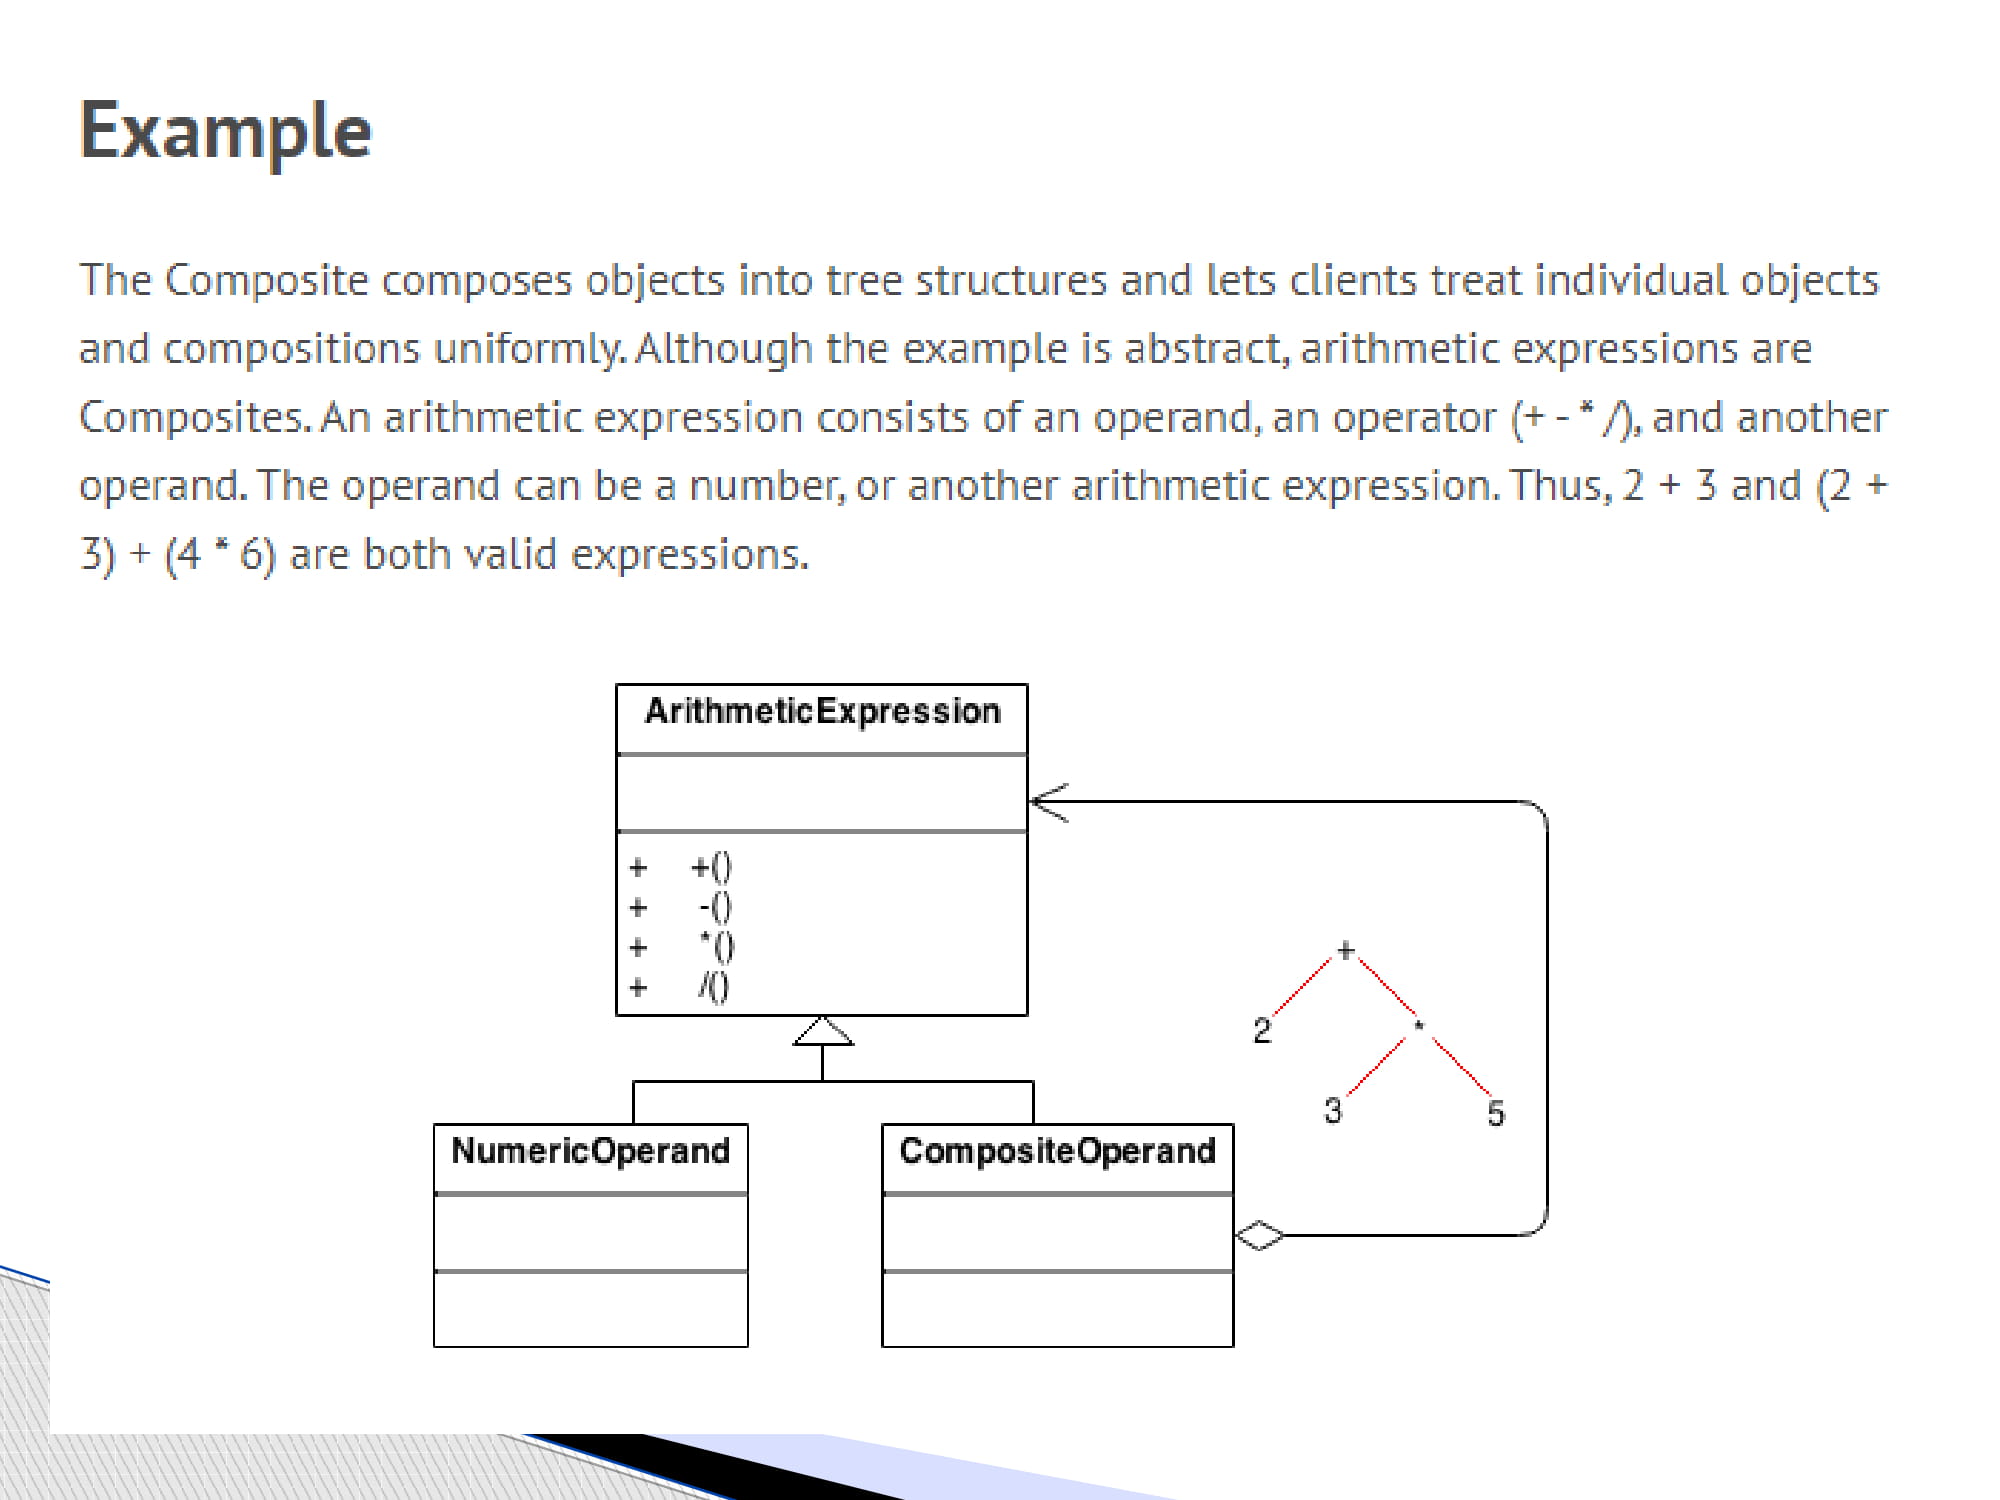 Example
The Composite composes objects into tree structures and lets clients treat individual objects
and compositions uniformly. Although the example is abstract, arithmetic expressions are
Composites. An arithmetic expression consists of an operand, an operator (+ - * /), and another
operand. The operand can be a number, or another arithmetic expression. Thus, 2 + 3 and (2 +
3) + (4 * 6) are both valid expressions.
ArithmeticExpression
+ +()
+ -()
+ *()
+ /()
+
2 *
3 5
NumericOperand
CompositeOperand